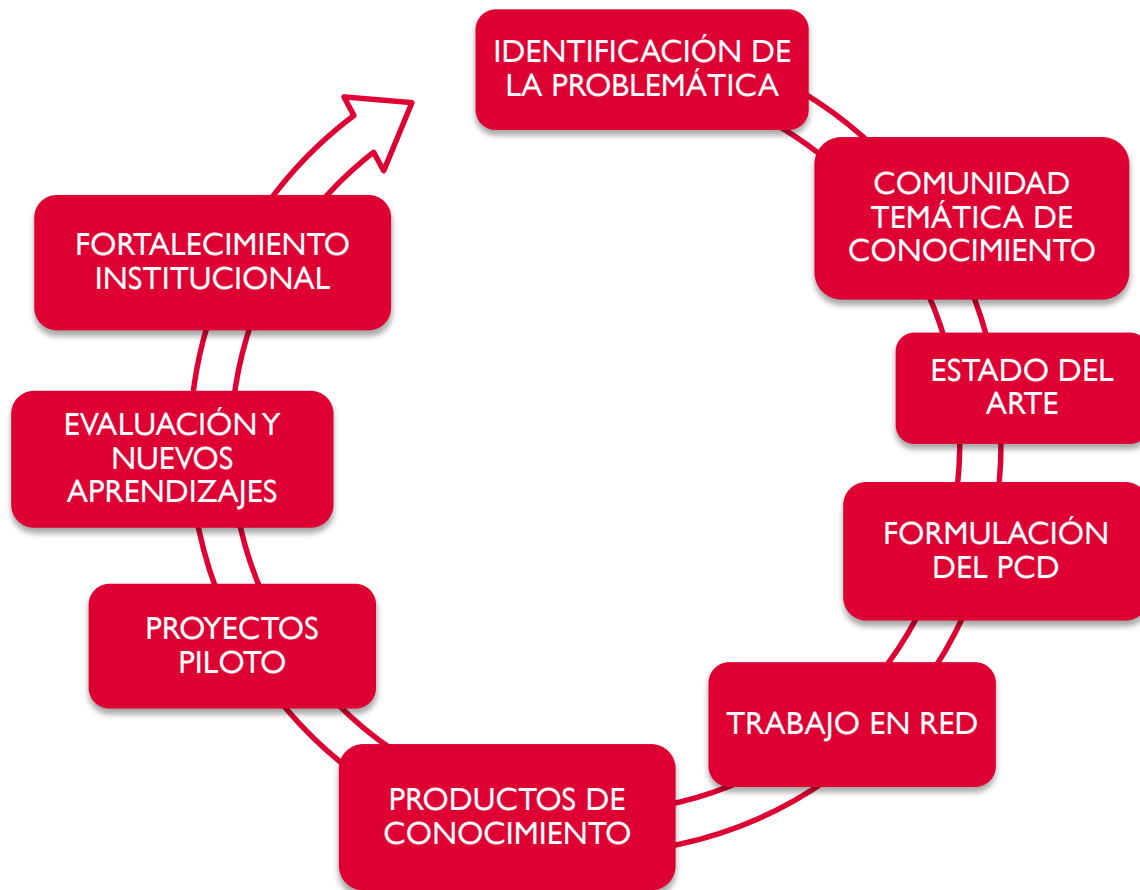 IDENTIFICACIÓN DE
LA PROBLEMÁTICA
COMUNIDAD
TEMÁTICA DE
CONOCIMIENTO
ESTADO DEL
ARTE
FORMULACIÓN
DEL PCD
TRABAJO EN RED
PRODUCTOS DE
CONOCIMIENTO
PROYECTOS
PILOTO
EVALUACIÓN Y
NUEVOS
APRENDIZAJES
FORTALECIMIENTO
INSTITUCIONAL